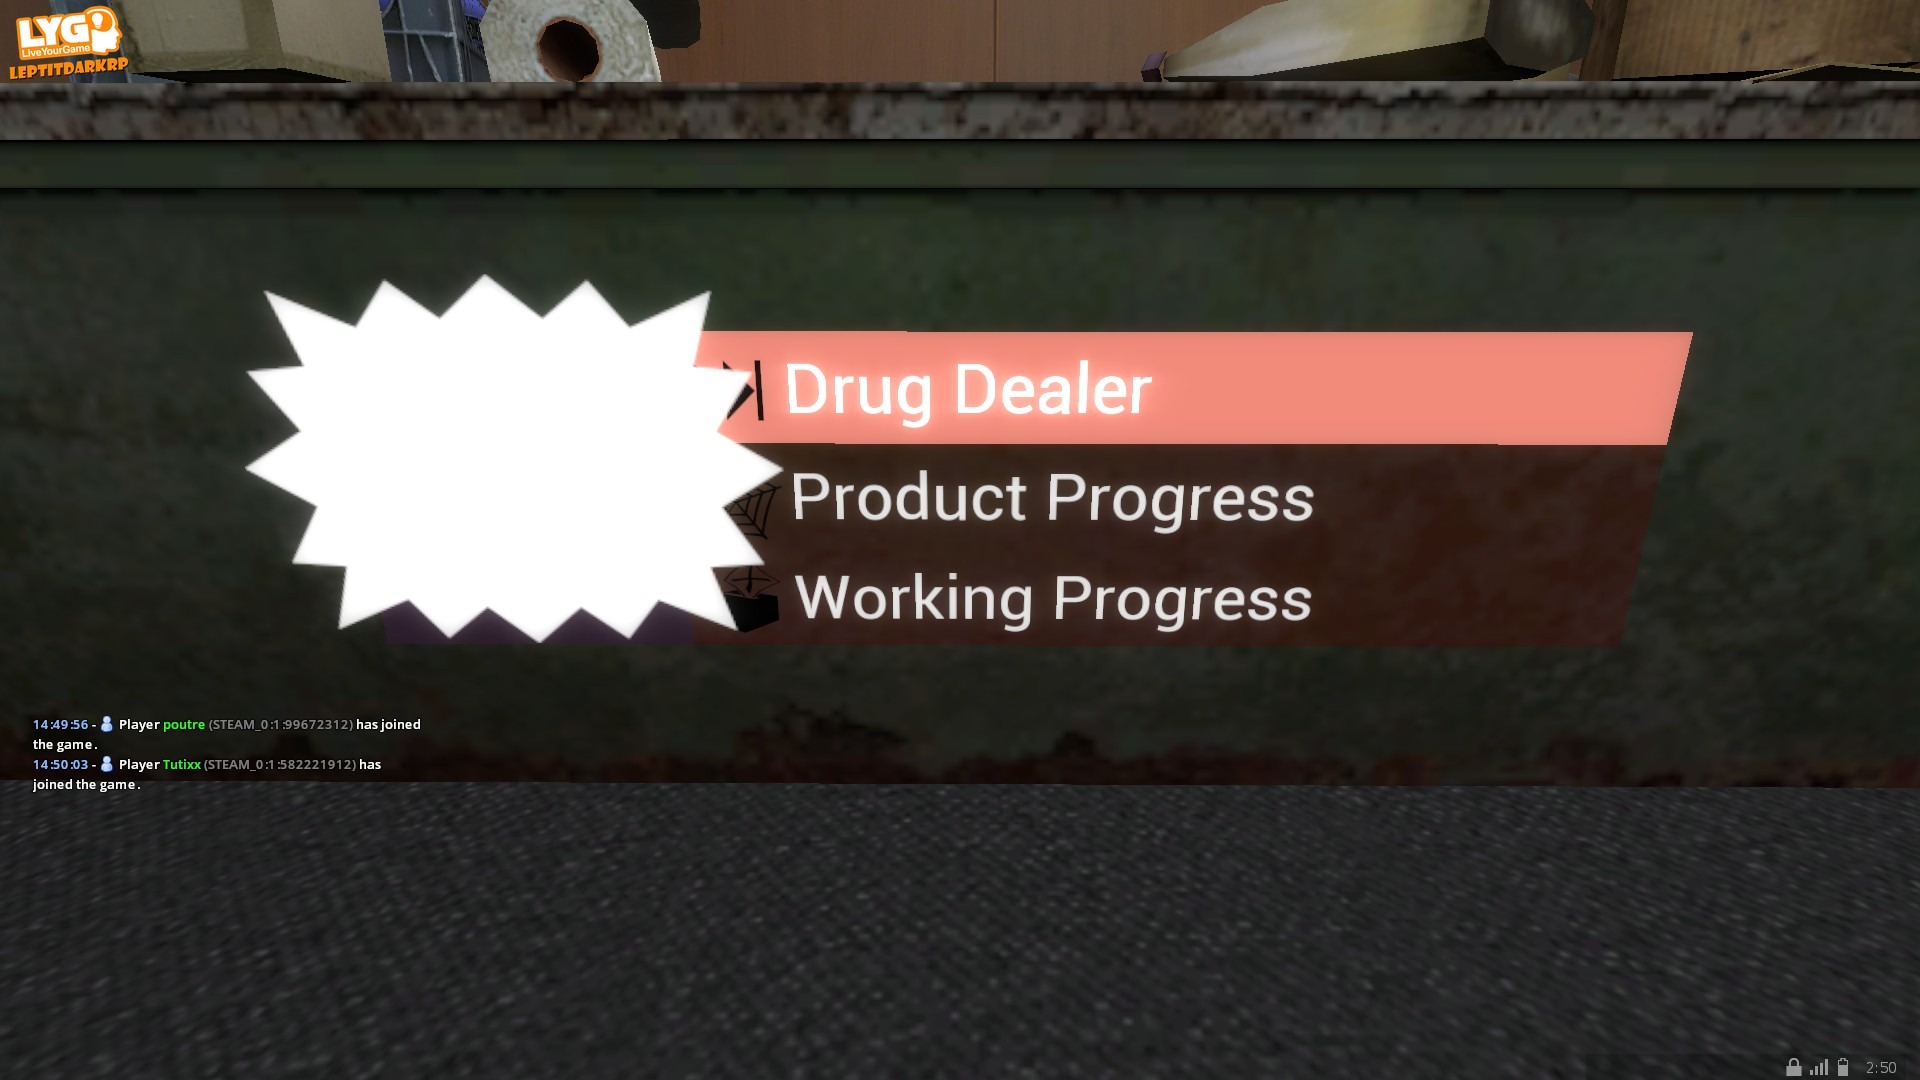 LYG
LiveYourGame
LEPTITDARKRP
Drug Dealer
Product Progress
Working Progress
14:49:56 - Player poutre (STEAM_0:1:99672312) has joined
the game.
14:50:03 - Player Tutixx (STEAM_0:1:582221912) has
joined the game.
2:50